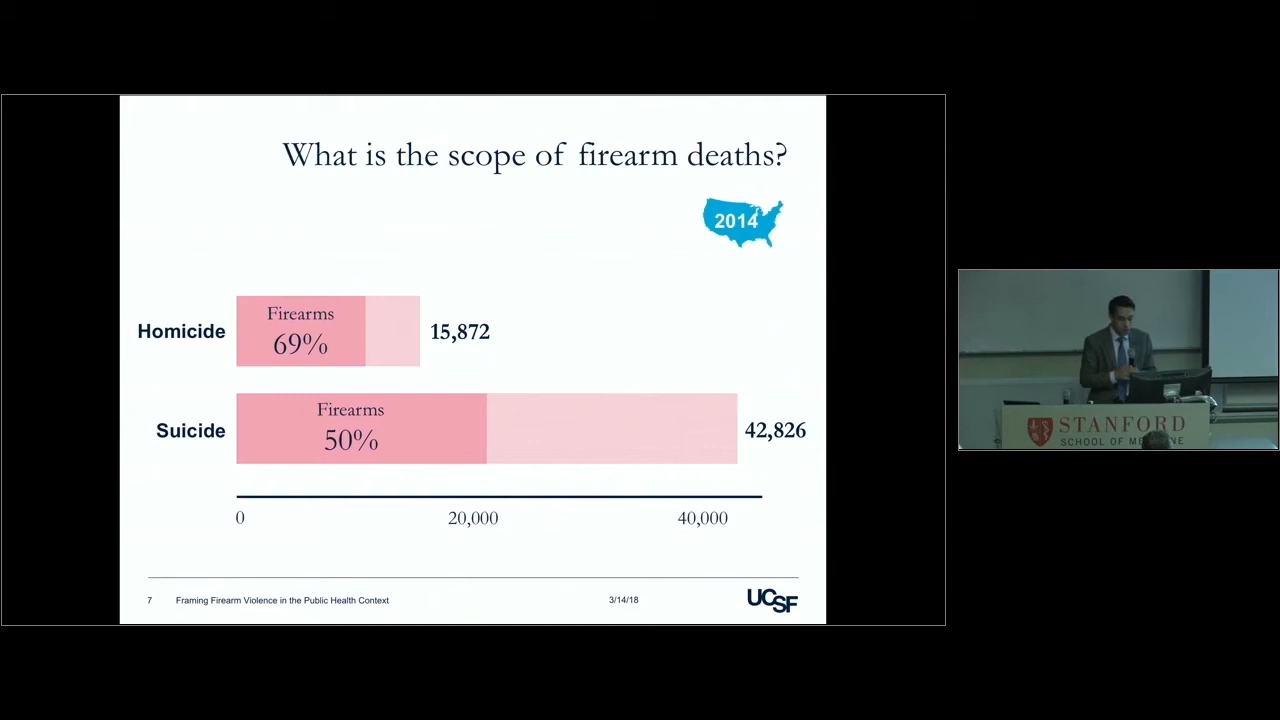 What is the scope of firearm deaths?
2014
Homicide
Firearms
69%
15,872
Suicide
Firearms
50%
42,826
0 20,000 40,000
7 Framing Firearm Violence in the Public Health Context 3/14/18 UCSF
STANFORD
SCHOOL OF MEDICINE